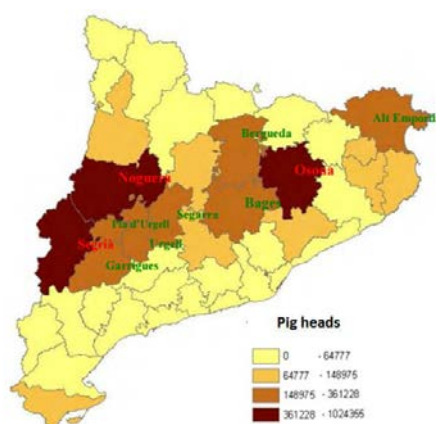 Alt Empordà
Bergueda
Osona
Noguera
Segarra
Bages
Pla d'Urgell
Segrià
Urgell
Garrigues
Pig heads
0 - 64777
64777 - 148975
148975 - 361228
361228 - 1024355